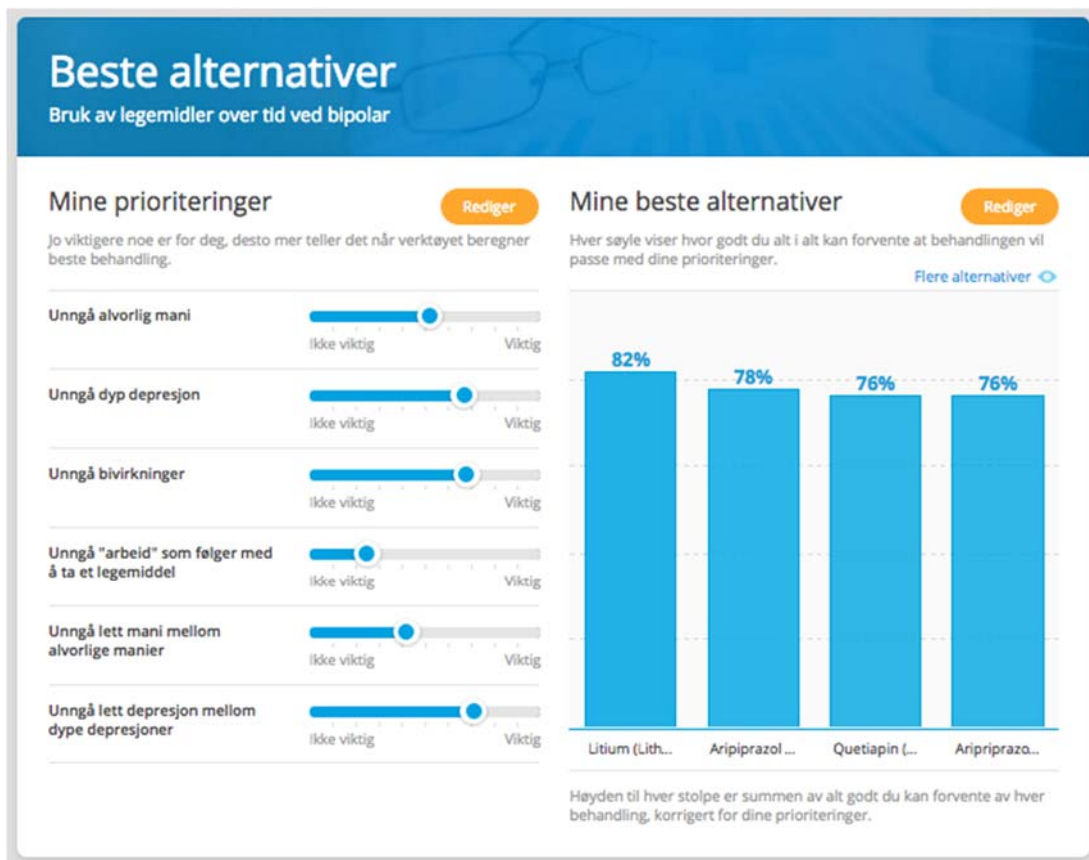 Beste alternativer
Bruk av legemidler over tid ved bipolar
Mine prioriteringer
Rediger
Jo viktigere noe er for deg, desto mer teller det når verktøyet beregner
beste behandling.
Unngå alvorlig mani
Ikke viktig
Viktig
Unngå dyp depresjon
Ikke viktig
Viktig
Unngå bivirkninger
Ikke viktig
Viktig
Unngå "arbeid" som følger med
å ta et legemiddel
Ikke viktig
Viktig
Unngå lett mani mellom
alvorlige manier
Ikke viktig
Viktig
Unngå lett depresjon mellom
dype depresjoner
Ikke viktig
Viktig
Mine beste alternativer
Rediger
Hver søyle viser hvor godt du alt i alt kan forvente at behandlingen vil
passe med dine prioriteringer.
Flere alternativer
82%
78%
76%
76%
Litium (Lith...
Aripiprazol ...
Quetiapin (...
Aripriprazo...
Høyden til hver stolpe er summen av alt godt du kan forvente av hver
behandling, korrigert for dine prioriteringer.